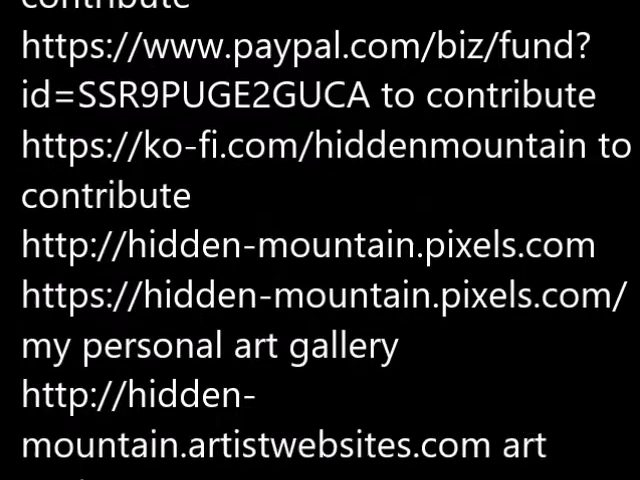 contribute
https://www.paypal.com/biz/fund?
id=SSR9PUGE2GUCA to contribute
https://ko-fi.com/hiddenmountain to
contribute
http://hidden-mountain.pixels.com
https://hidden-mountain.pixels.com/
my personal art gallery
http://hidden-
mountain.artistwebsites.com art